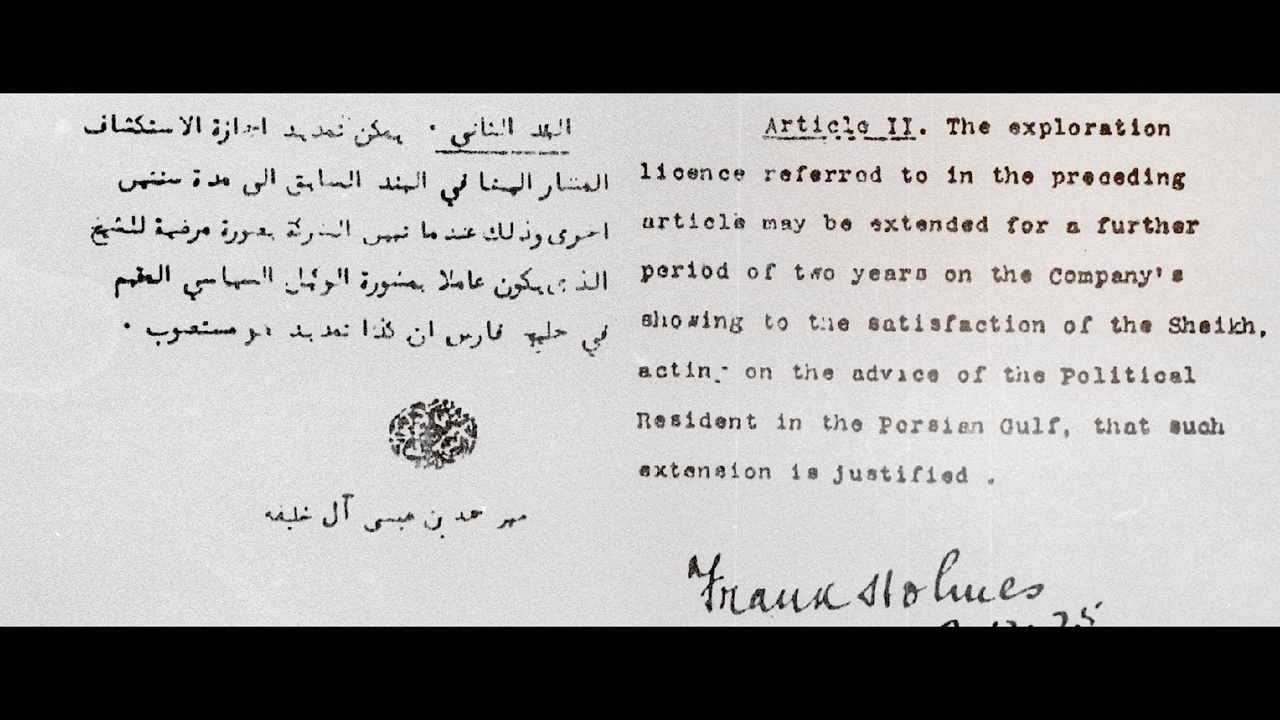 البند الثاني . يمكن تمديد اجازة الاستكشاف
المشار اليها في البند السابق الى مدة سنتين
اخرى وذلك عندما تبين الشركة بصورة مرضية للشيخ
الذي يكون عاملا بمشورة الوكيل السياسي المقيم
في خليج فارس ان كذا تمديد هو مستصوب .
مهر حمد بن عيسى آل خليفه
Article II. The exploration
licence referred to in the preceding
article may be extended for a further
period of two years on the Company's
showing to the satisfaction of the Sheikh,
acting on the advice of the Political
Resident in the Persian Gulf, that such
extension is justified .
Frank Holmes